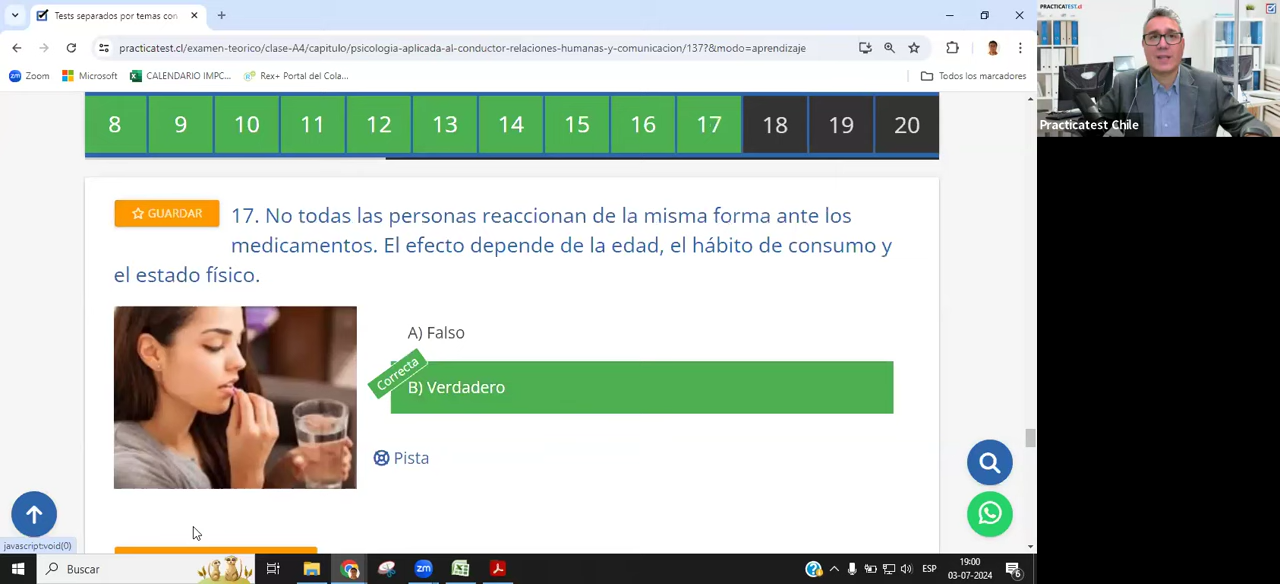 Tests separados por temas con
practicatest.cl/examen-teorico/clase-A4/capitulo/psicologia-aplicada-al-conductor-relaciones-humanas-y-comunicacion/137?&modo=aprendizaje
Zoom
Microsoft
CALENDARIO IMPC...
Rex+ Portal del Cola...
Todos los marcadores
PRACTICATEST.cl
Practicatest Chile
8 9 10 11 12 13 14 15 16 17 18 19 20
GUARDAR
17. No todas las personas reaccionan de la misma forma ante los
medicamentos. El efecto depende de la edad, el hábito de consumo y
el estado físico.
A) Falso
Correcta
B) Verdadero
Pista
javascript:void(0)
Buscar
zm
ESP
19:00
03-07-2024
6